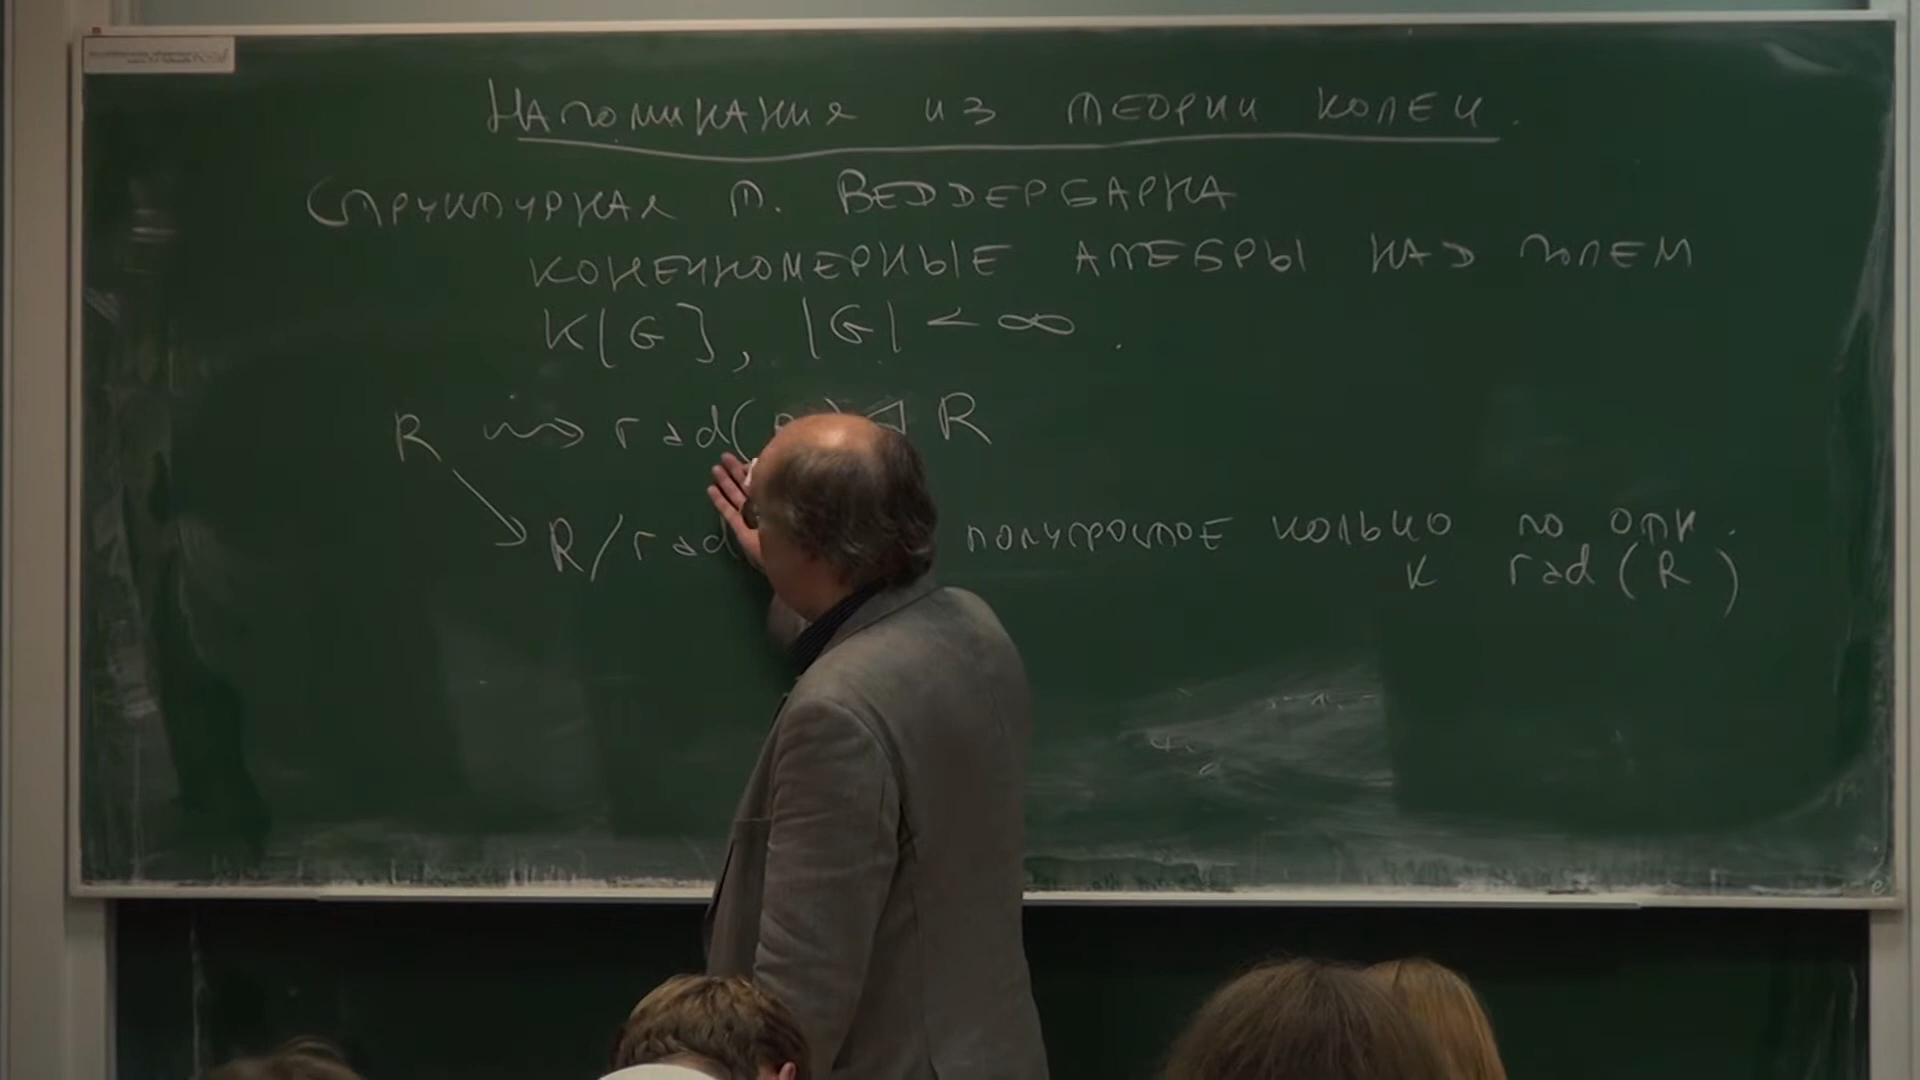 Напоминания из теории колец.
Структурная т. Веддербарна
конечномерные алгебры над полем
K[G], |G| < ∞.
R ⇝ rad(R) ⊴ R
R/rad полупростое кольцо по отн.
к rad(R)